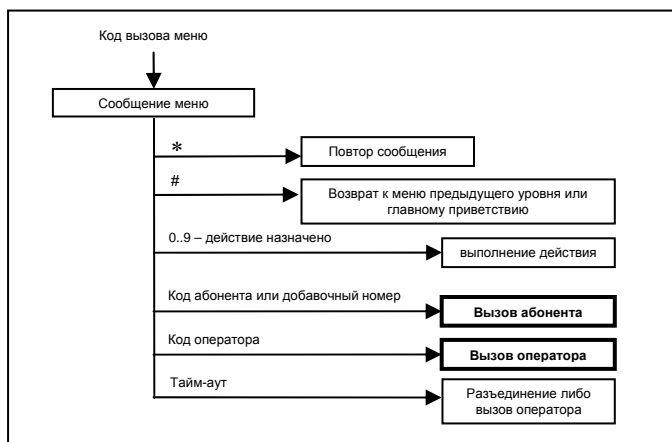 Код вызова меню
Сообщение меню
*
Повтор сообщения
#
Возврат к меню предыдущего уровня или
главному приветствию
0..9 – действие назначено
выполнение действия
Код абонента или добавочный номер
Вызов абонента
Код оператора
Вызов оператора
Тайм-аут
Разъединение либо
вызов оператора